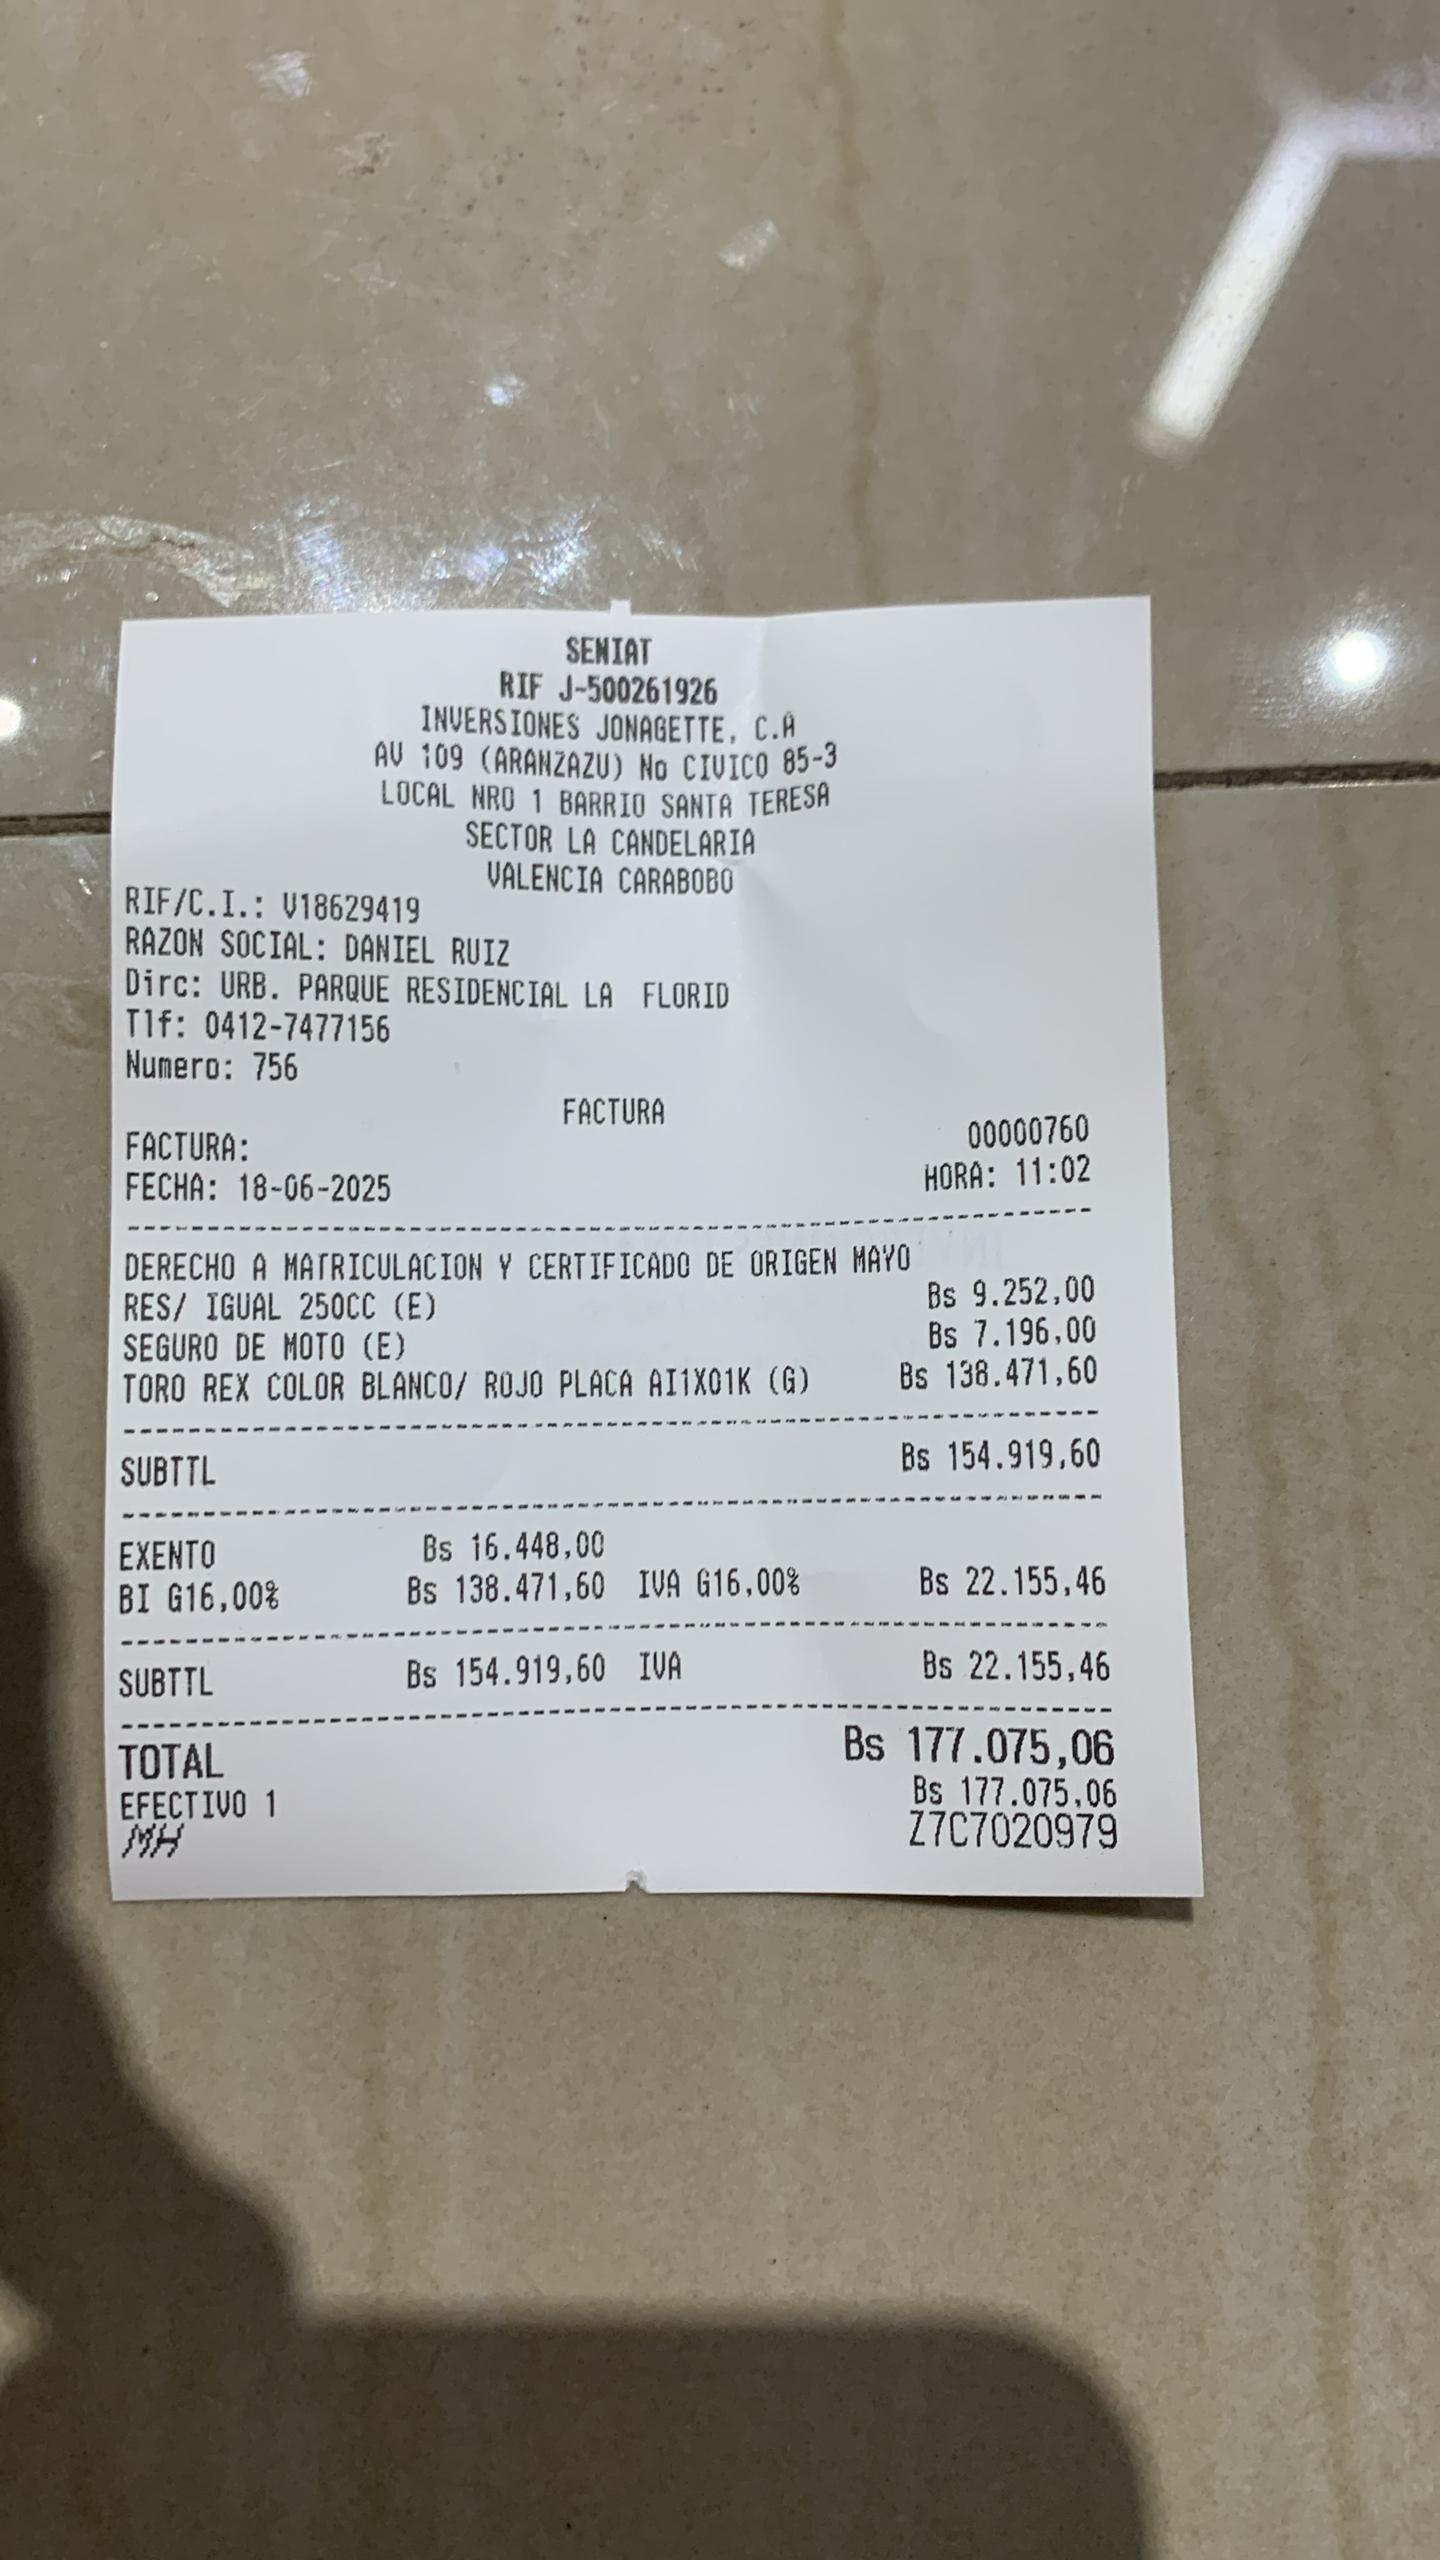 SENIAT
RIF J-500261926
INVERSIONES JONAGETTE, C.A
AV 109 (ARANZAZU) No CIVICO 85-3
LOCAL NRO 1 BARRIO SANTA TERESA
SECTOR LA CANDELARIA
VALENCIA CARABOBO
RIF/C.I.: V18629419
RAZON SOCIAL: DANIEL RUIZ
Dirc: URB. PARQUE RESIDENCIAL LA FLORID
Tlf: 0412-7477156
Numero: 756
FACTURA
FACTURA: 00000760
FECHA: 18-06-2025 HORA: 11:02
DERECHO A MATRICULACION Y CERTIFICADO DE ORIGEN MAYO
RES/ IGUAL 250CC (E) Bs 9.252,00
SEGURO DE MOTO (E) Bs 7.196,00
TORO REX COLOR BLANCO/ ROJO PLACA AI1X01K (G) Bs 138.471,60
SUBTTL Bs 154.919,60
EXENTO Bs 16.448,00
BI G16,00% Bs 138.471,60 IVA G16,00% Bs 22.155,46
SUBTTL Bs 154.919,60 IVA Bs 22.155,46
TOTAL Bs 177.075,06
EFECTIVO 1 Bs 177.075,06
MH Z7C7020979